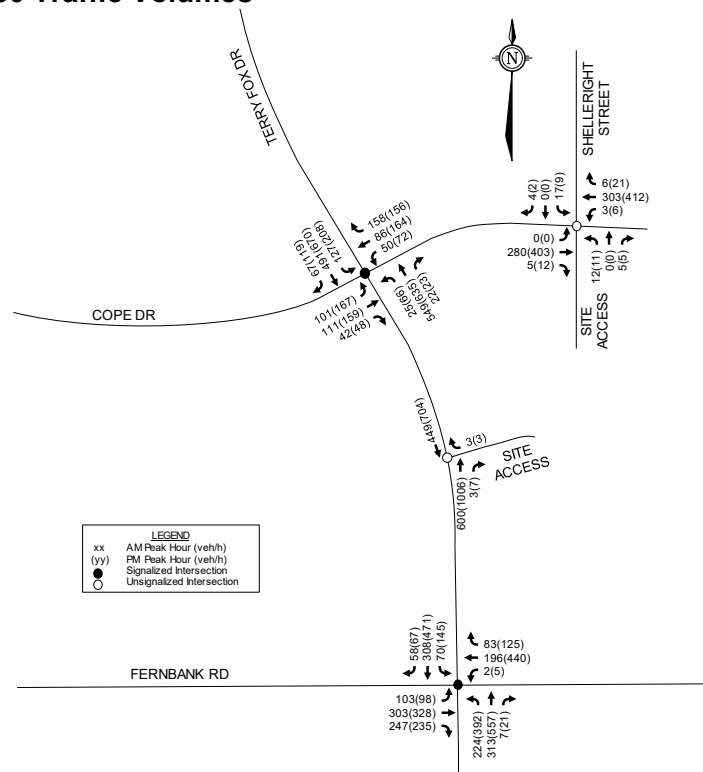 Traffic Volumes
TERRY FOX DR
N
SHELLERIGHT
STREET
4(2)
0(0)
17(9)
6(21)
303(412)
3(6)
0(0)
280(403)
5(12)
12(11)
0(0)
5(5)
SITE
ACCESS
158(156)
86(164)
50(72)
67(119)
491(670)
127(208)
101(167)
111(159)
42(48)
25(66)
549(635)
22(23)
COPE DR
449(704)
3(3)
SITE
ACCESS
600(1006)
3(7)
LEGEND
xx AM Peak Hour (veh/h)
(yy) PM Peak Hour (veh/h)
Signalized Intersection
Unsignalized Intersection
58(67)
308(471)
70(145)
83(125)
196(440)
2(5)
FERNBANK RD
103(98)
303(328)
247(235)
224(392)
313(557)
7(21)